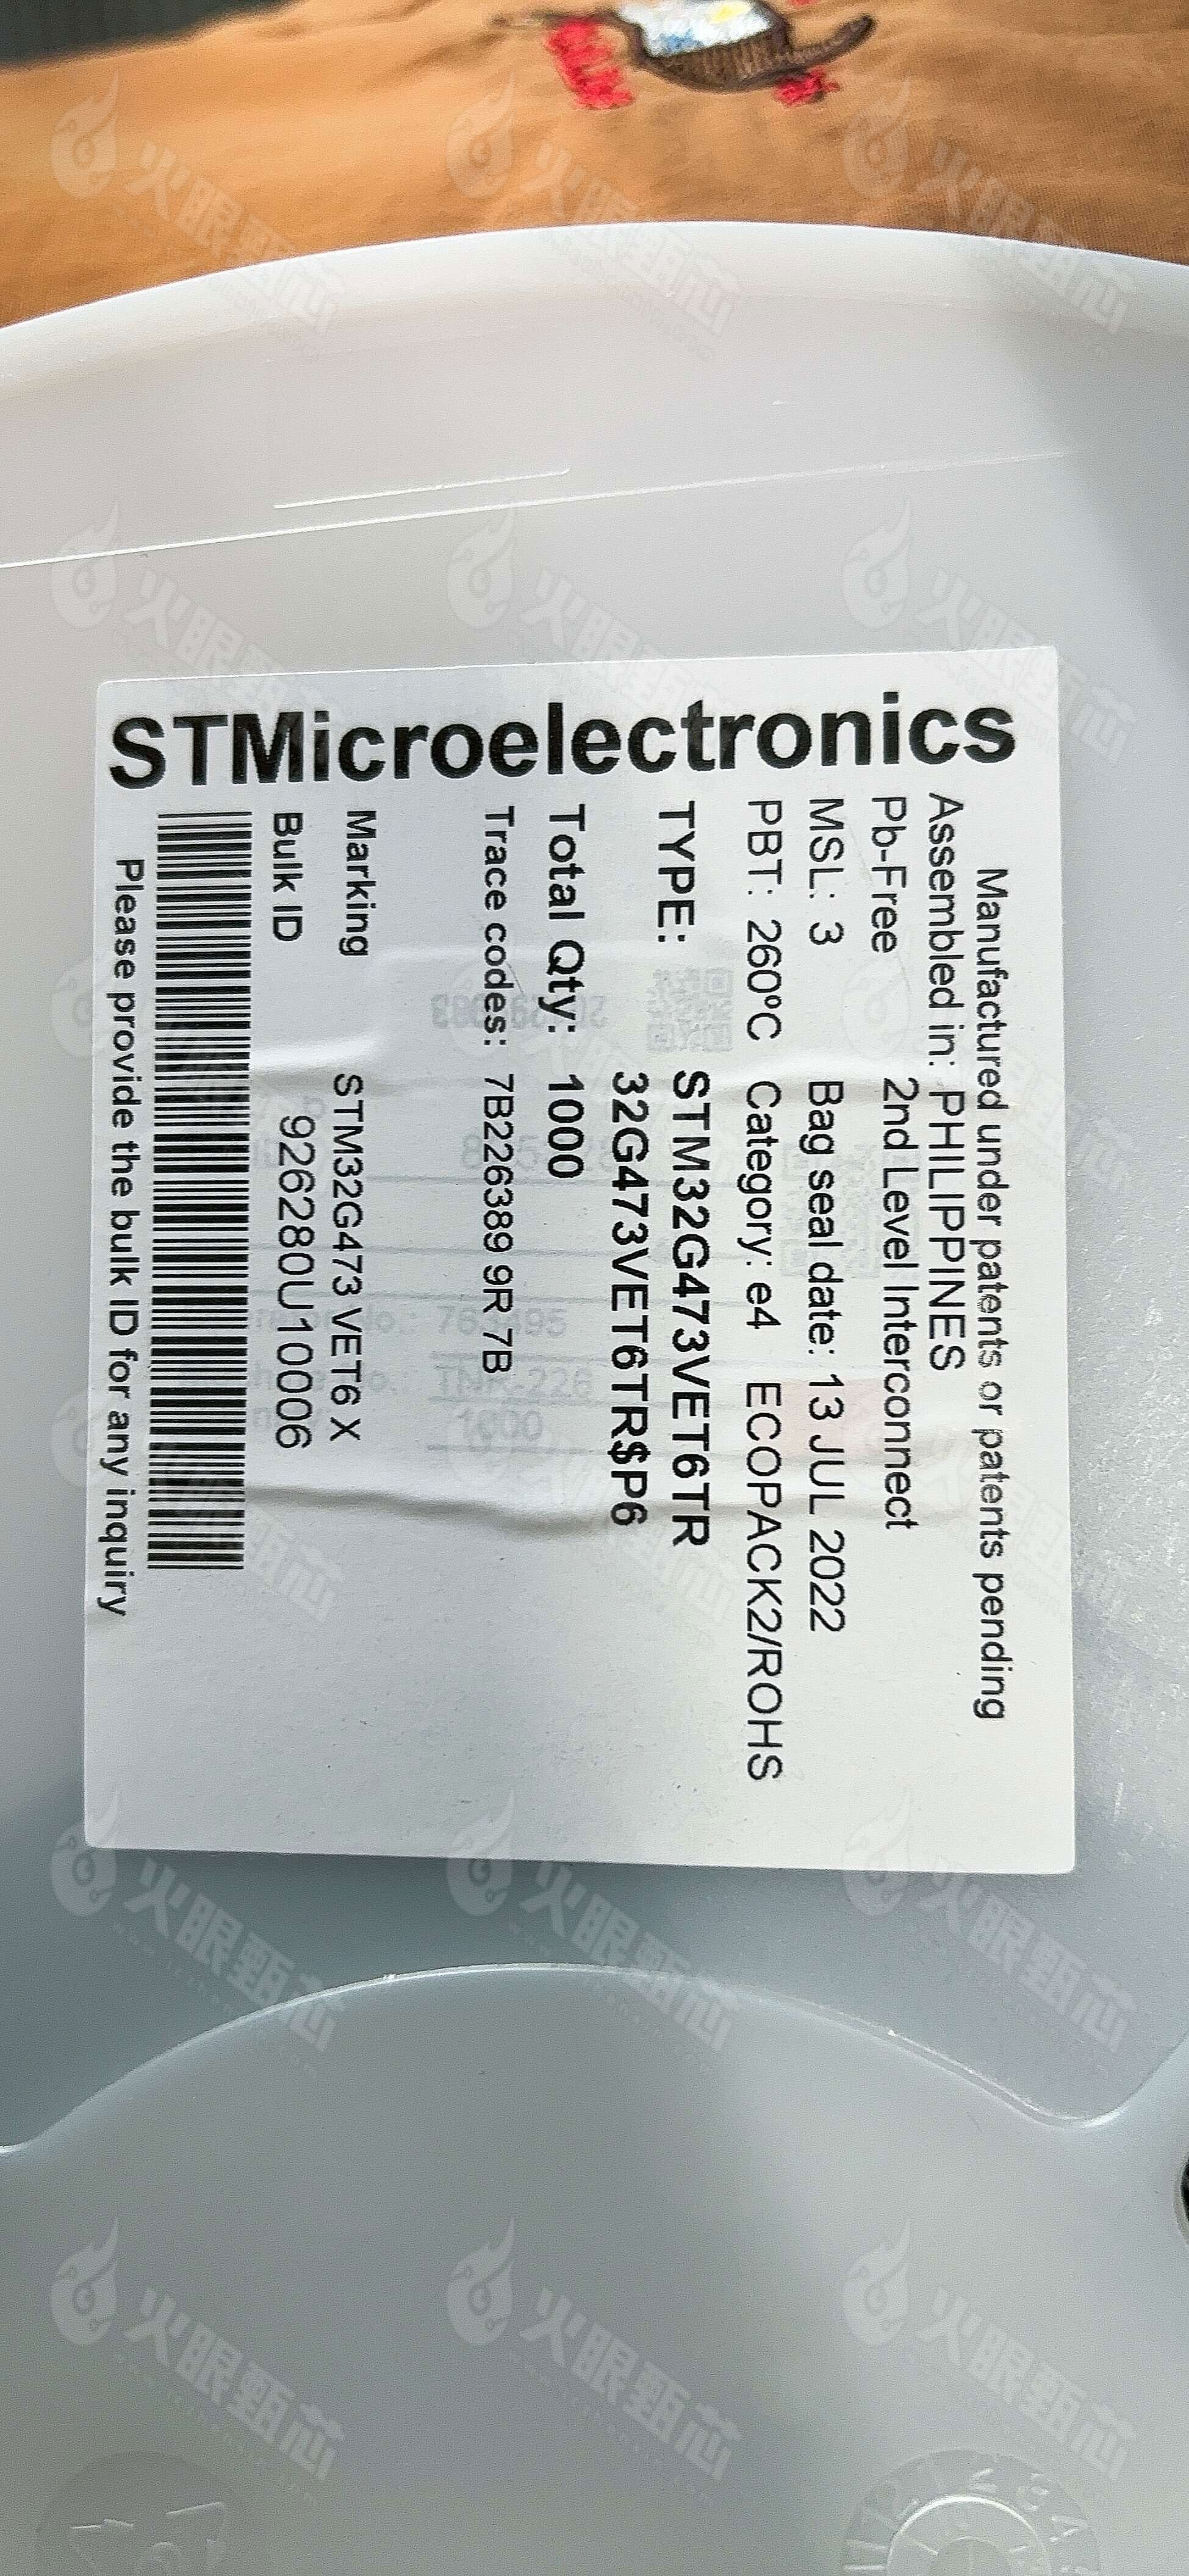 STMicroelectronics
Manufactured under patents or patents pending
Assembled in: PHILIPPINES
Pb-Free 2nd Level Interconnect
MSL: 3 Bag seal date: 13 JUL 2022
PBT: 260ºC Category: e4 ECOPACK2/ROHS
TYPE: STM32G473VET6TR
32G473VET6TR$P6
Total Qty: 1000
Trace codes: 7B226389 9R 7B
Marking STM32G473 VET6 X
Bulk ID 926280U10006
Please provide the bulk ID for any inquiry
火眼甄芯